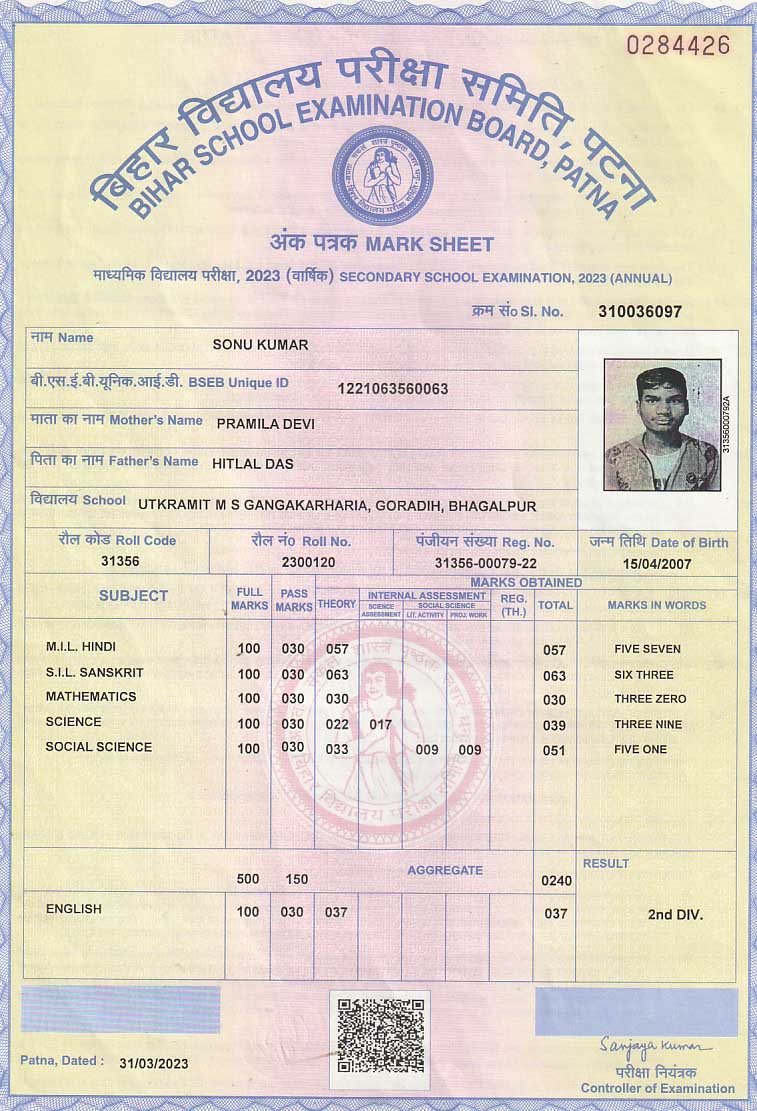 0284426
बिहार विद्यालय परीक्षा समिति, पटना
BIHAR SCHOOL EXAMINATION BOARD, PATNA
अंक पत्रक MARK SHEET
माध्यमिक विद्यालय परीक्षा, 2023 (वार्षिक) SECONDARY SCHOOL EXAMINATION, 2023 (ANNUAL)
क्रम सं० Sl. No. 310036097
नाम Name SONU KUMAR
बी.एस.ई.बी.यूनिक.आई.डी. BSEB Unique ID 1221063560063
माता का नाम Mother's Name PRAMILA DEVI
पिता का नाम Father's Name HITLAL DAS
विद्यालय School UTKRAMIT M S GANGAKARHARIA, GORADIH, BHAGALPUR
31356000792A
रौल कोड Roll Code रौल नं० Roll No. पंजीयन संख्या Reg. No. जन्म तिथि Date of Birth
31356 2300120 31356-00079-22 15/04/2007
MARKS OBTAINED
SUBJECT FULL MARKS PASS MARKS THEORY INTERNAL ASSESSMENT REG. (TH.) TOTAL MARKS IN WORDS
SCIENCE ASSESSMENT SOCIAL SCIENCE
LIT. ACTIVITY PROJ. WORK
M.I.L. HINDI 100 030 057 057 FIVE SEVEN
S.I.L. SANSKRIT 100 030 063 063 SIX THREE
MATHEMATICS 100 030 030 030 THREE ZERO
SCIENCE 100 030 022 017 039 THREE NINE
SOCIAL SCIENCE 100 030 033 009 009 051 FIVE ONE
500 150 AGGREGATE 0240 RESULT
ENGLISH 100 030 037 037 2nd DIV.
Patna, Dated : 31/03/2023
Sanjaya Kumar
परीक्षा नियंत्रक
Controller of Examination